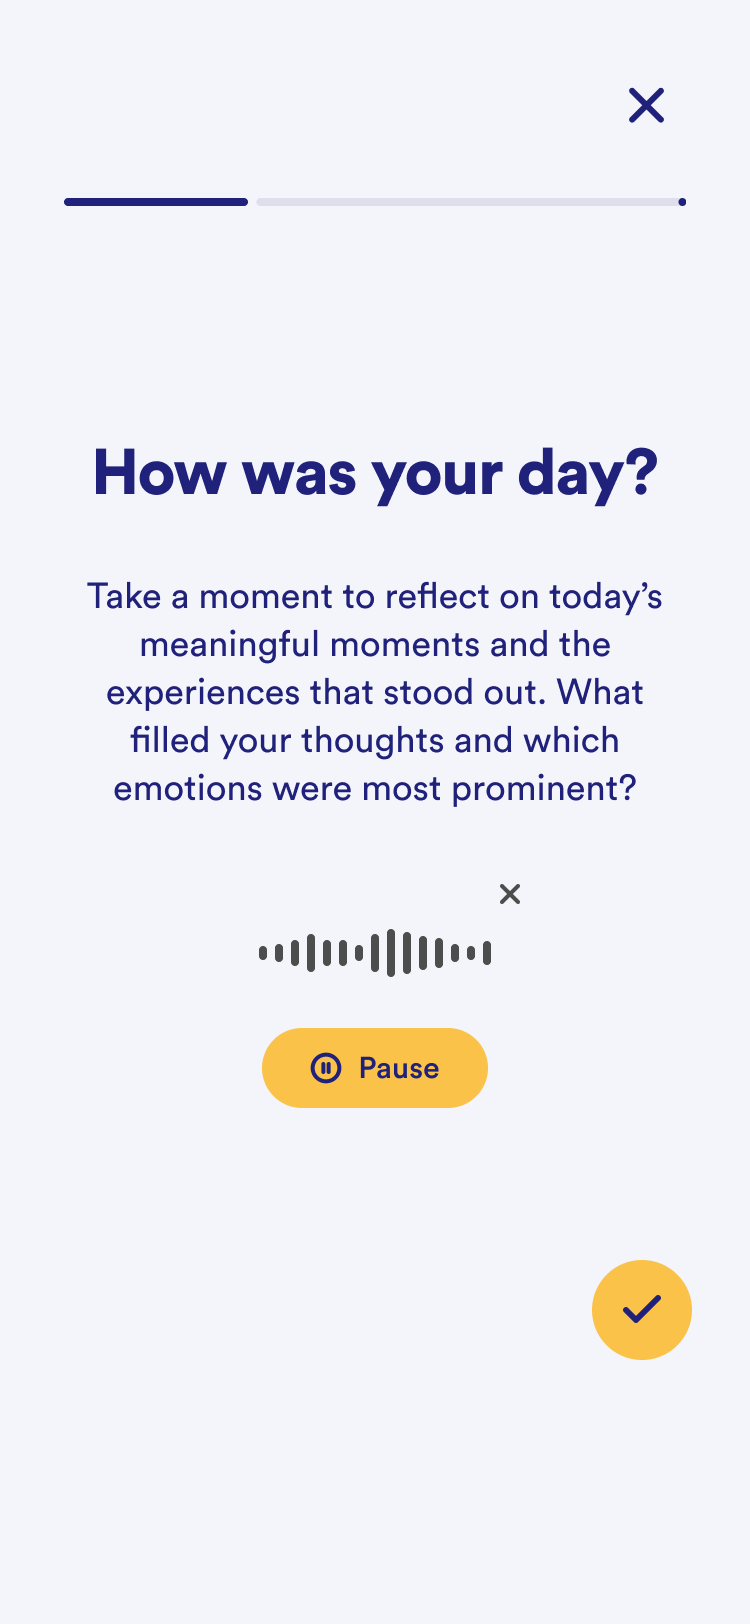 How was your day?
Take a moment to reflect on today’s
meaningful moments and the
experiences that stood out. What
filled your thoughts and which
emotions were most prominent?
Pause